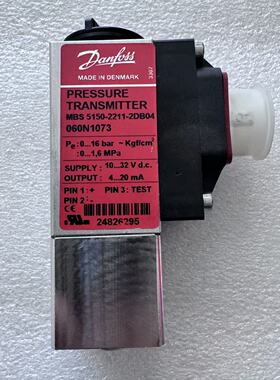 Danfoss
MADE IN DENMARK
3307
PRESSURE
TRANSMITTER
MBS 5150-2211-2DB04
060N1073
Pe:0...16 bar ~ Kgf/cm²
:0...1,6 MPa
SUPPLY : 10...32 V d.c.
OUTPUT : 4...20 mA
PIN 1: + PIN 3: TEST
PIN 2: -
CE
24826295